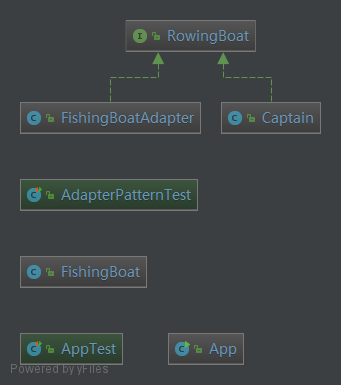 RowingBoat
FishingBoatAdapter
Captain
AdapterPatternTest
FishingBoat
AppTest
App
Powered by yFiles